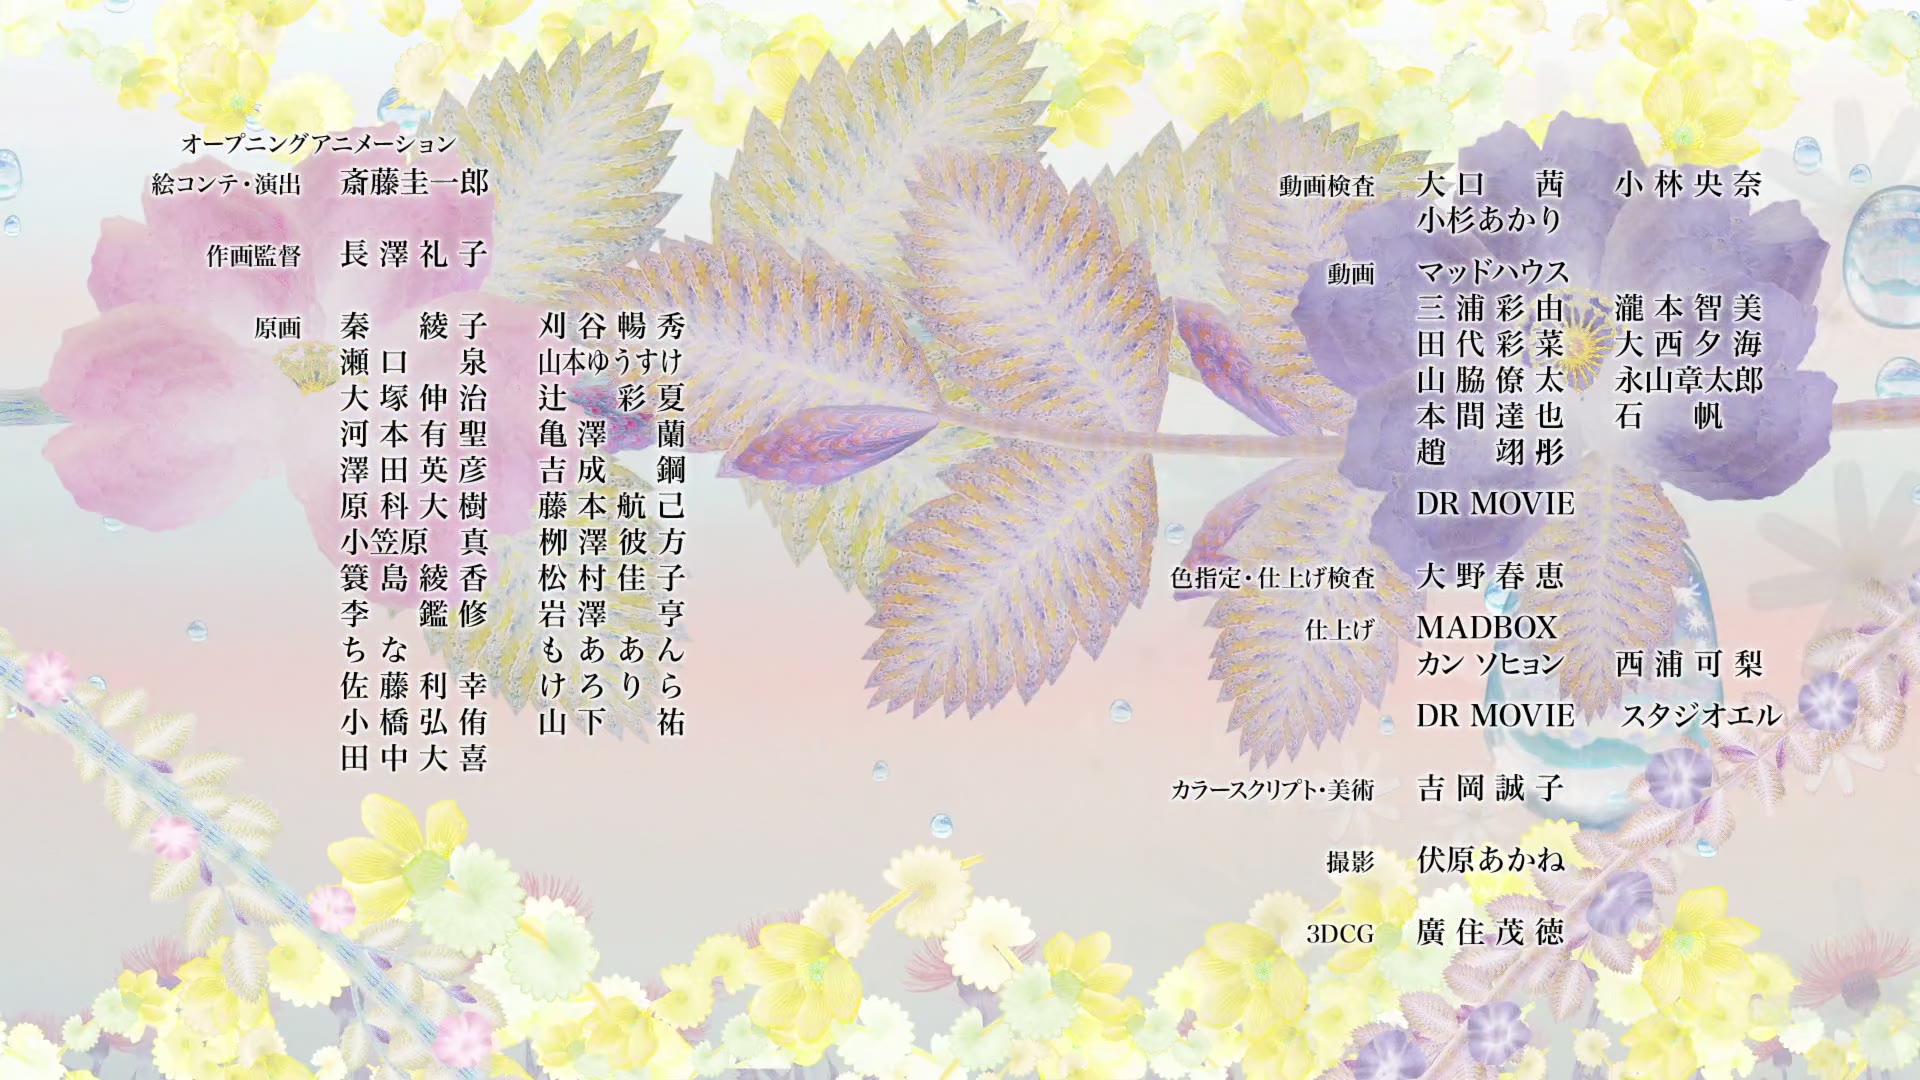 オープニングアニメーション
絵コンテ・演出 斎藤圭一郎
作画監督 長澤礼子
原画 秦 綾子 刈谷暢秀
瀬口 泉 山本ゆうすけ
大塚伸治 辻 彩夏
河本有聖 亀澤 蘭
澤田英彦 吉成 鋼
原科大樹 藤本航己
小笠原 真 柳澤彼方
簑島綾香 松村佳子
李 鑑修 岩澤 亨
ちな もああん
佐藤利幸 けろりら
小橋弘侑 山下 祐
田中大喜
動画検査 大口 茜 小林央奈
小杉あかり
動画 マッドハウス
三浦彩由 瀧本智美
田代彩菜 大西夕海
山脇僚太 永山章太郎
本間達也 石 帆
趙 翊彤
DR MOVIE
色指定・仕上げ検査 大野春恵
仕上げ MADBOX
カン ソヒョン 西浦可梨
DR MOVIE スタジオエル
カラースクリプト・美術 吉岡誠子
撮影 伏原あかね
3DCG 廣住茂徳